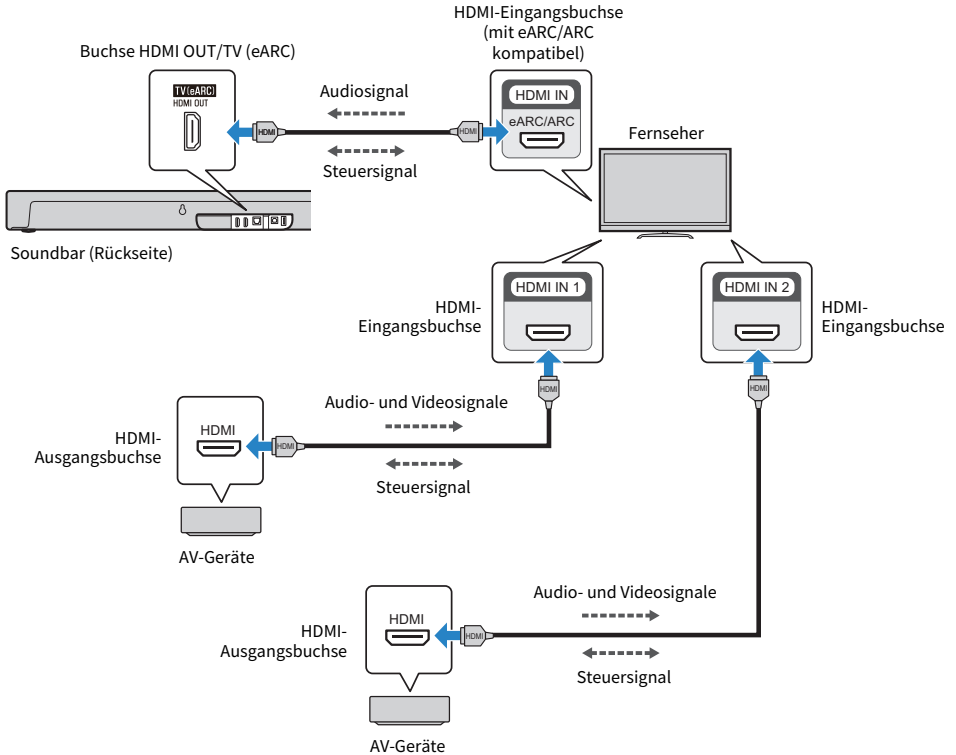 HDMI-Eingangsbuchse
(mit eARC/ARC
kompatibel)
Buchse HDMI OUT/TV (eARC)
TV(eARC)
HDMI OUT
HDMI
Audiosignal
Steuersignal
HDMI
HDMI IN
eARC/ARC
Fernseher
Soundbar (Rückseite)
HDMI-
Eingangsbuchse
HDMI IN 1
HDMI IN 2
HDMI-
Eingangsbuchse
HDMI
HDMI
HDMI-
Ausgangsbuchse
HDMI
HDMI
Audio- und Videosignale
Steuersignal
AV-Geräte
HDMI-
Ausgangsbuchse
HDMI
HDMI
Audio- und Videosignale
Steuersignal
AV-Geräte